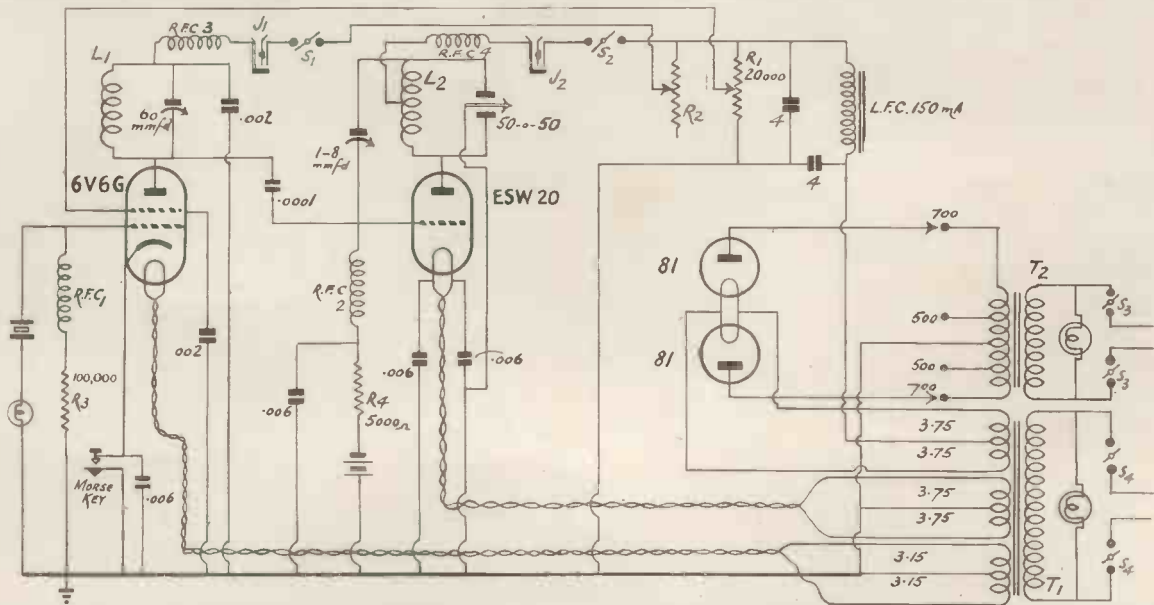 R.F.C 3
J1
S1
L1
60
mmfd
.002
6V6G
.0001
R.F.C1
100,000
R3
002
MORSE
KEY
.006
R.F.C 4
J2
S2
L2
50-0-50
1-8
mmfd
ESW 20
R.F.C
2
.006
R4
5000Ω
.006
.006
R2
R1
20000
4
4
L.F.C. 150 mA
81
81
700
500
500
700
T2
S3
S3
3.75
3.75
3.75
3.75
3.15
3.15
T1
S4
S4